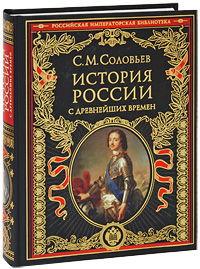 РОССИЙСКАЯ ИМПЕРАТОРСКАЯ БИБЛИОТЕКА
С. М. СОЛОВЬЕВ
ИСТОРИЯ
РОССИИ
С ДРЕВНЕЙШИХ ВРЕМЕН